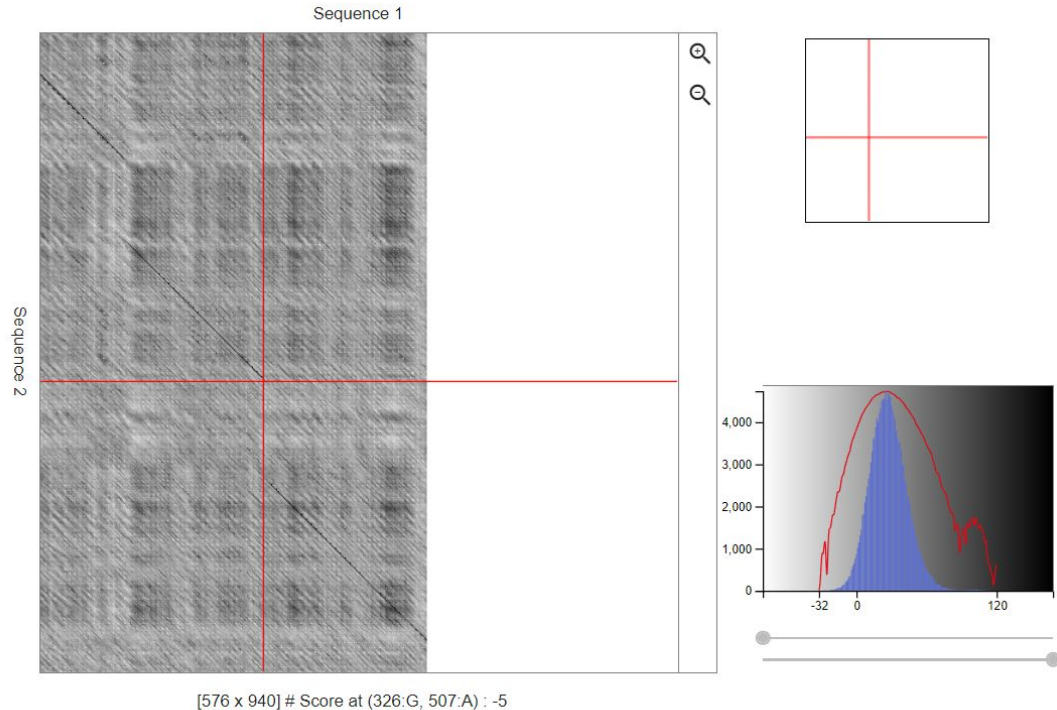 Sequence 1
Sequence 2
4,000
3,000
2,000
1,000
0
-32 0 120
[576 x 940] # Score at (326:G, 507:A) : -5